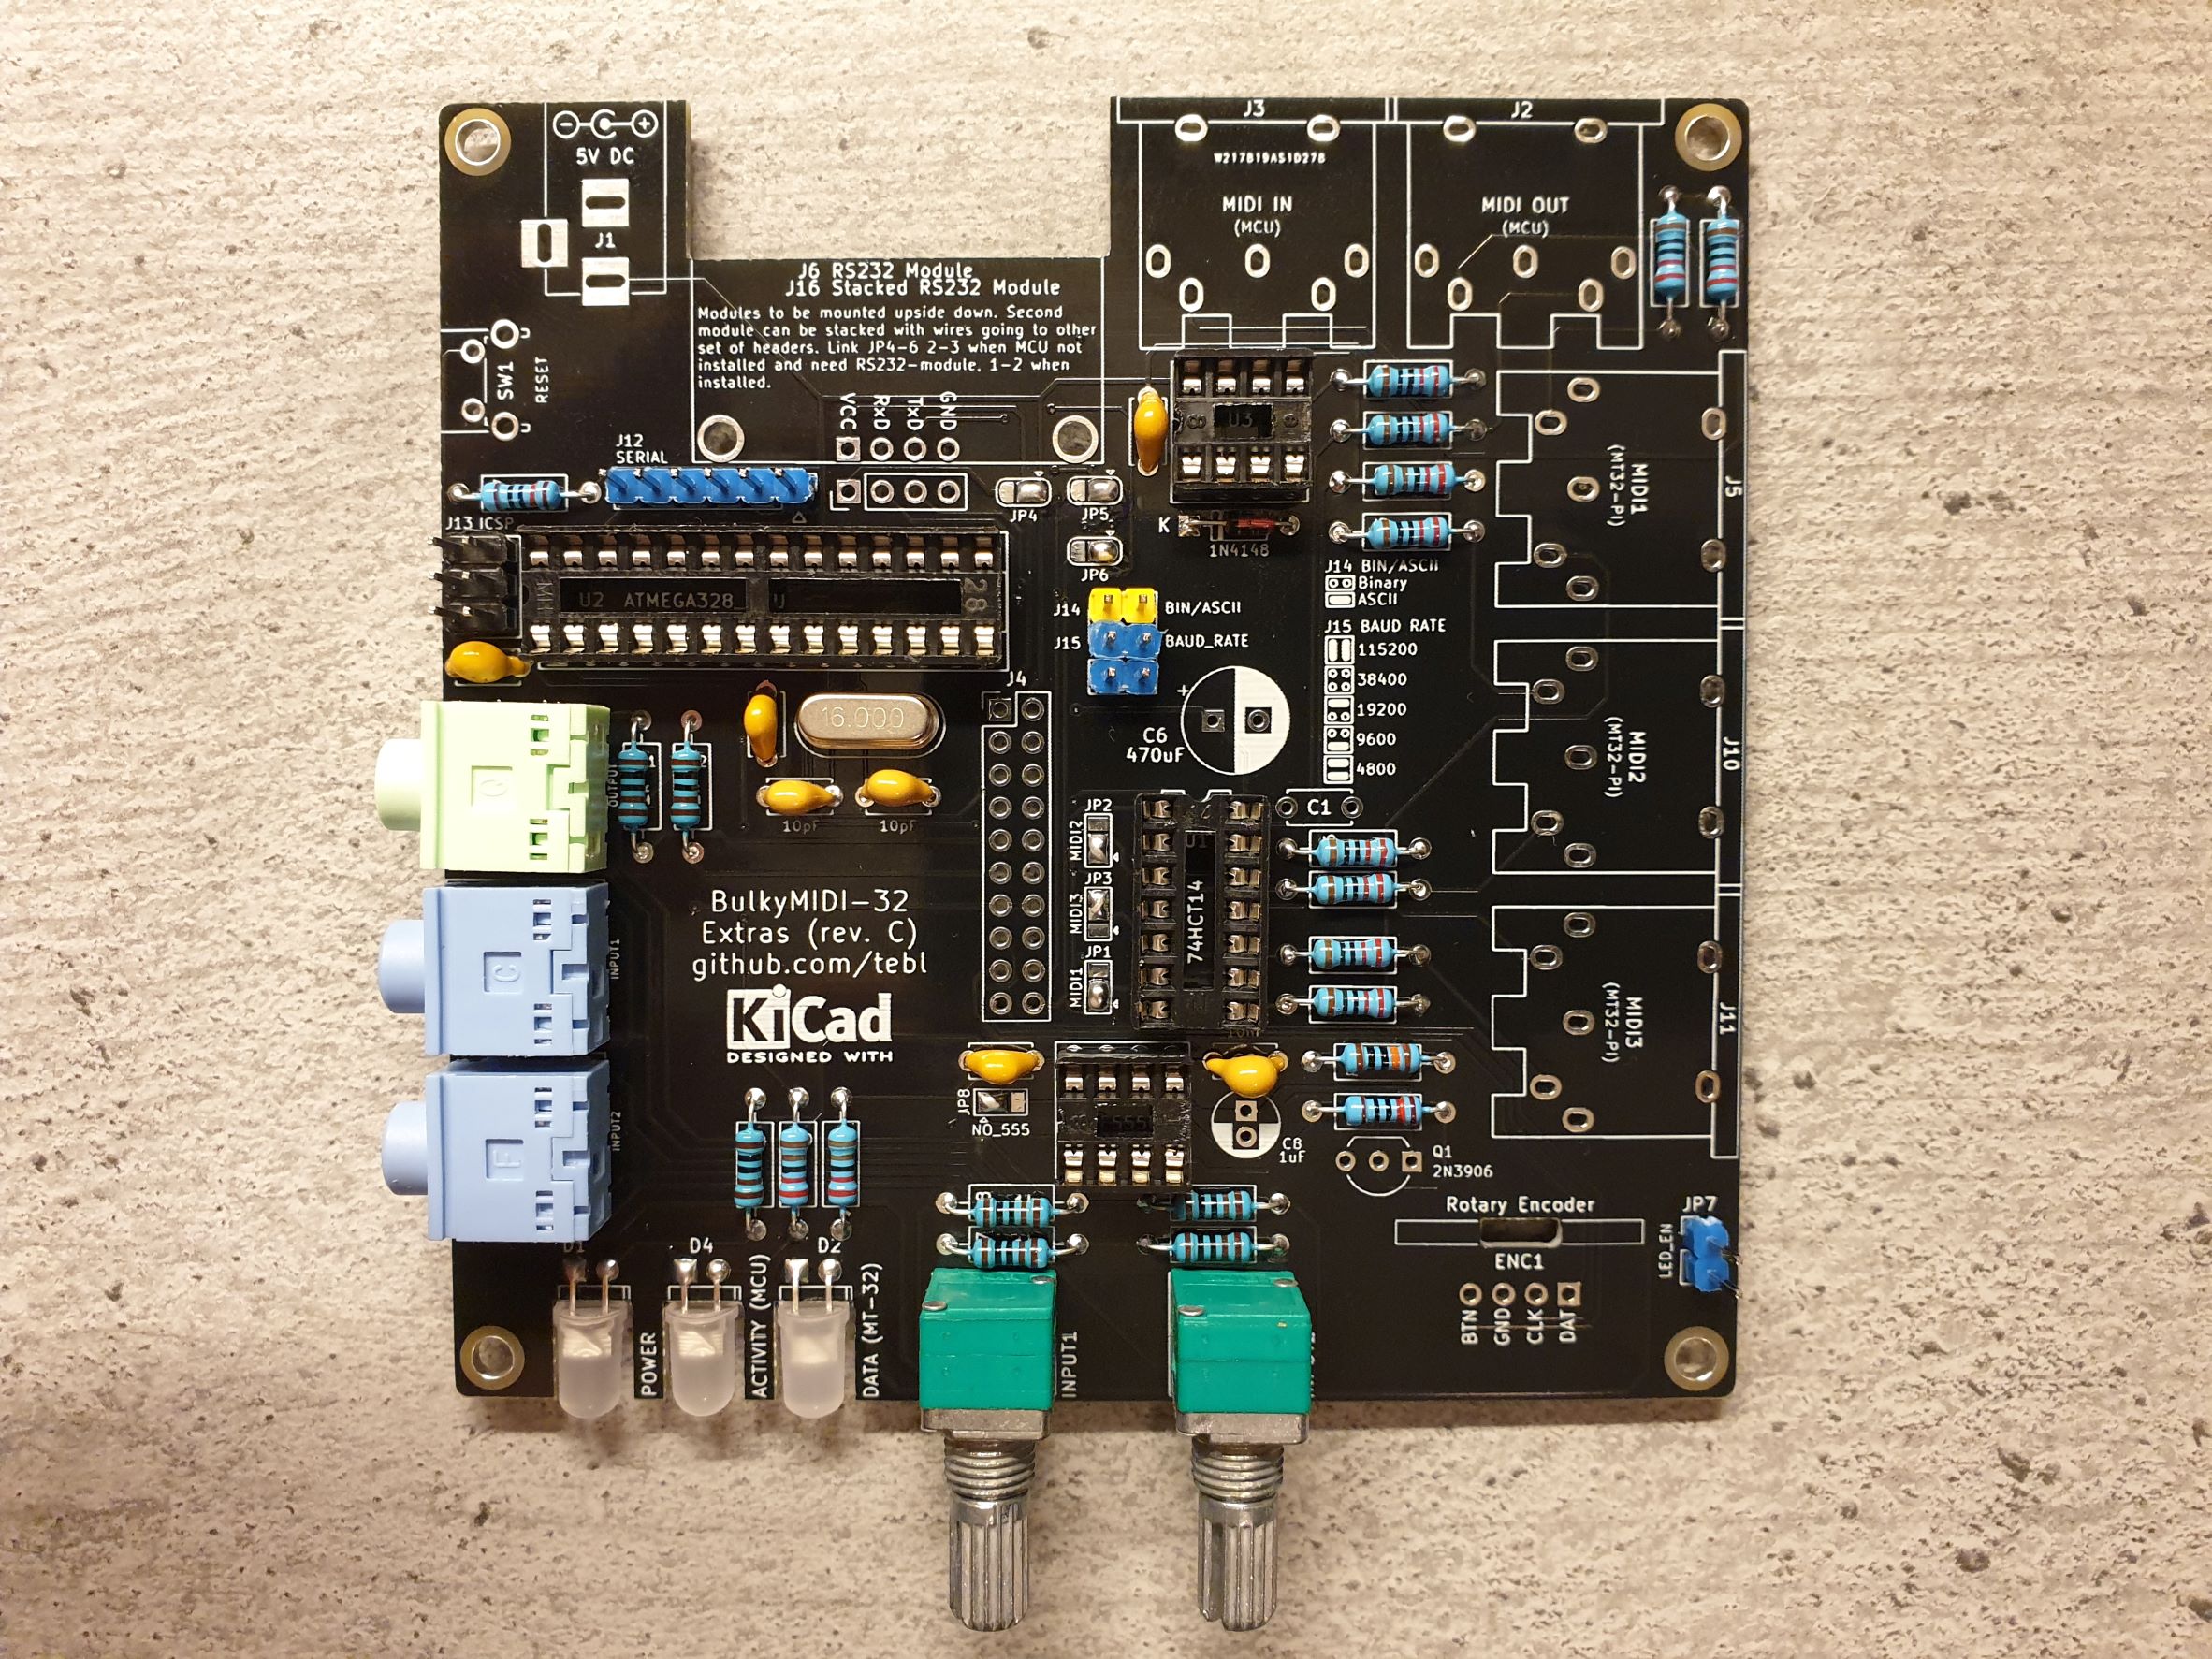 5V DC
J1
J3
J2
W217819AS1D278
MIDI IN
(MCU)
MIDI OUT
(MCU)
J6 RS232 Module
J16 Stacked RS232 Module
Modules to be mounted upside down. Second
module can be stacked with wires going to other
set of headers. Link JP4-6 2-3 when MCU not
installed and need RS232-module, 1-2 when
installed.
VCC
RxD
TxD
GND
SW1
RESET
J12
SERIAL
J13 ICSP
JP4
JP5
JP6
U3
K
1N4148
U2 ATMEGA328
28
J5
MIDI1
(MT32-PI)
J14 BIN/ASCII
Binary
ASCII
J14
BIN/ASCII
J15
BAUD_RATE
J15 BAUD RATE
115200
38400
19200
9600
4800
J4
+
C6
470uF
J10
MIDI2
(MT32-PI)
16.000
10pF
10pF
OUTPUT
C1
JP2
MIDI2
JP3
MIDI3
JP1
MIDI1
U1
74HCT14
BulkyMIDI-32
Extras (rev. C)
github.com/tebl
KiCad
DESIGNED WITH
C
INPUT1
F
INPUT2
J11
MIDI3
(MT32-PI)
JP8
NO_555
C8
1uF
Q1
2N3906
Rotary Encoder
ENC1
JP7
LED_EN
BTN
GND
CLK
DAT
D1
D4
D2
POWER
ACTIVITY (MCU)
DATA (MT-32)
INPUT1